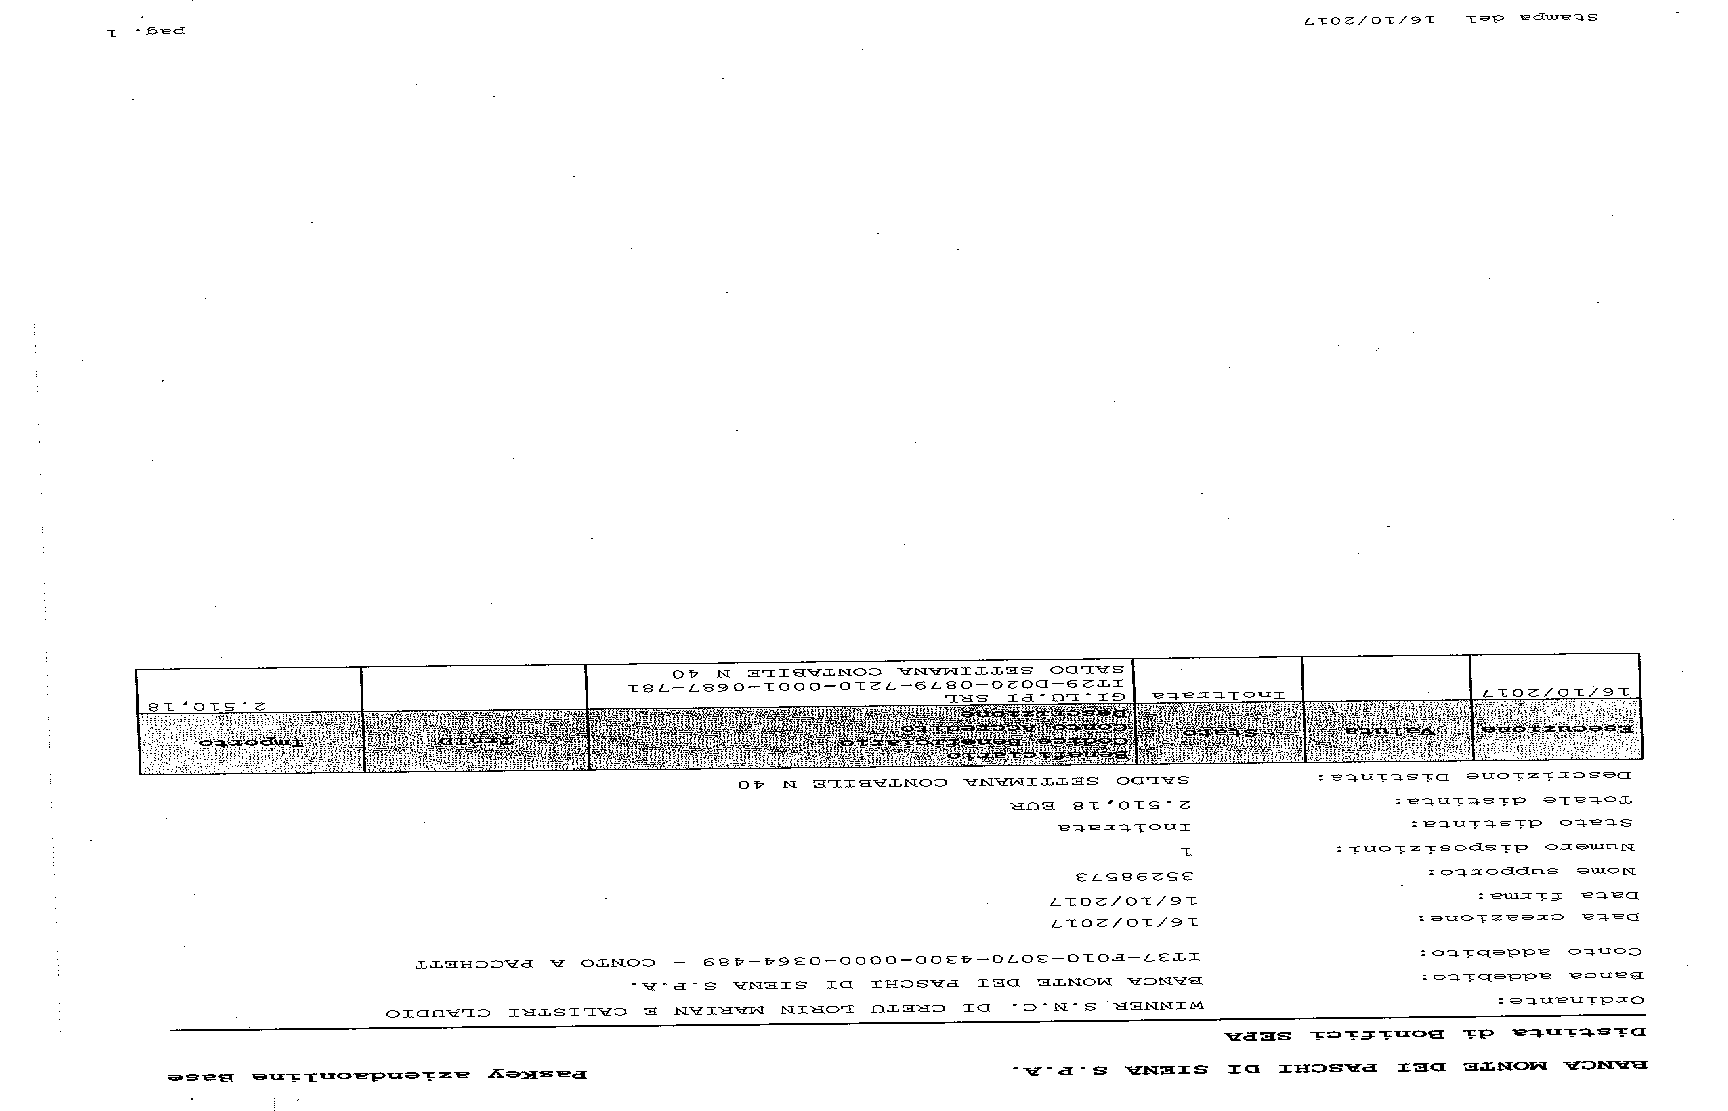 BANCA MONTE DEI PASCHI DI SIENA S.P.A. Paskey aziendaonline Base
Distinta di Bonifici SEPA
Ordinante: WINNER S.N.C. DI CRETU LORIN MARIAN E CALISTRI CLAUDIO
Banca addebito: BANCA MONTE DEI PASCHI DI SIENA S.P.A.
Conto addebito: IT37-F010-3070-4300-0000-0364-489 - CONTO A PACCHETT
Data creazione: 16/10/2017
Data firma: 16/10/2017
Nome supporto: 35298573
Numero disposizioni: 1
Stato distinta: Inoltrata
Totale distinta: 2.510,18 EUR
Descrizione Distinta: SALDO SETTIMANA CONTABILE N 40
Esecuzione Valuta Stato Importo
16/10/2017 Inoltrata GI.LU.PI SRL 2.510,18
IT29-D020-0879-7210-0001-0687-781
SALDO SETTIMANA CONTABILE N 40
Stampa del 16/10/2017 pag. 1